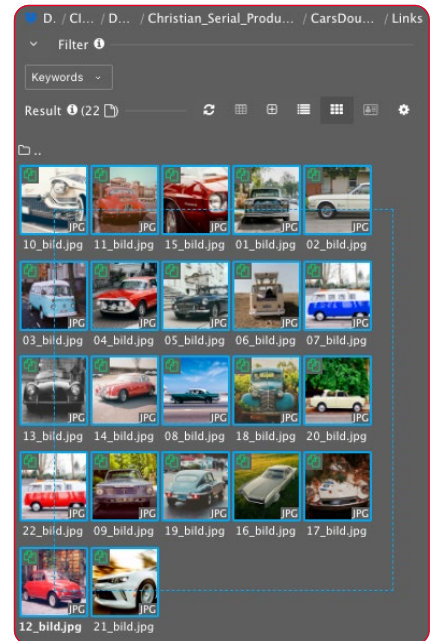 D. / Cl... / D... / Christian_Serial_Produ... / CarsDou... / Links
Filter
Keywords
Result (22 )
..
JPG JPG JPG JPG JPG
10_bild.jpg 11_bild.jpg 15_bild.jpg 01_bild.jpg 02_bild.jpg
JPG JPG JPG JPG JPG
03_bild.jpg 04_bild.jpg 05_bild.jpg 06_bild.jpg 07_bild.jpg
JPG JPG JPG JPG JPG
13_bild.jpg 14_bild.jpg 08_bild.jpg 18_bild.jpg 20_bild.jpg
JPG JPG JPG JPG JPG
22_bild.jpg 09_bild.jpg 19_bild.jpg 16_bild.jpg 17_bild.jpg
JPG JPG
12_bild.jpg 21_bild.jpg